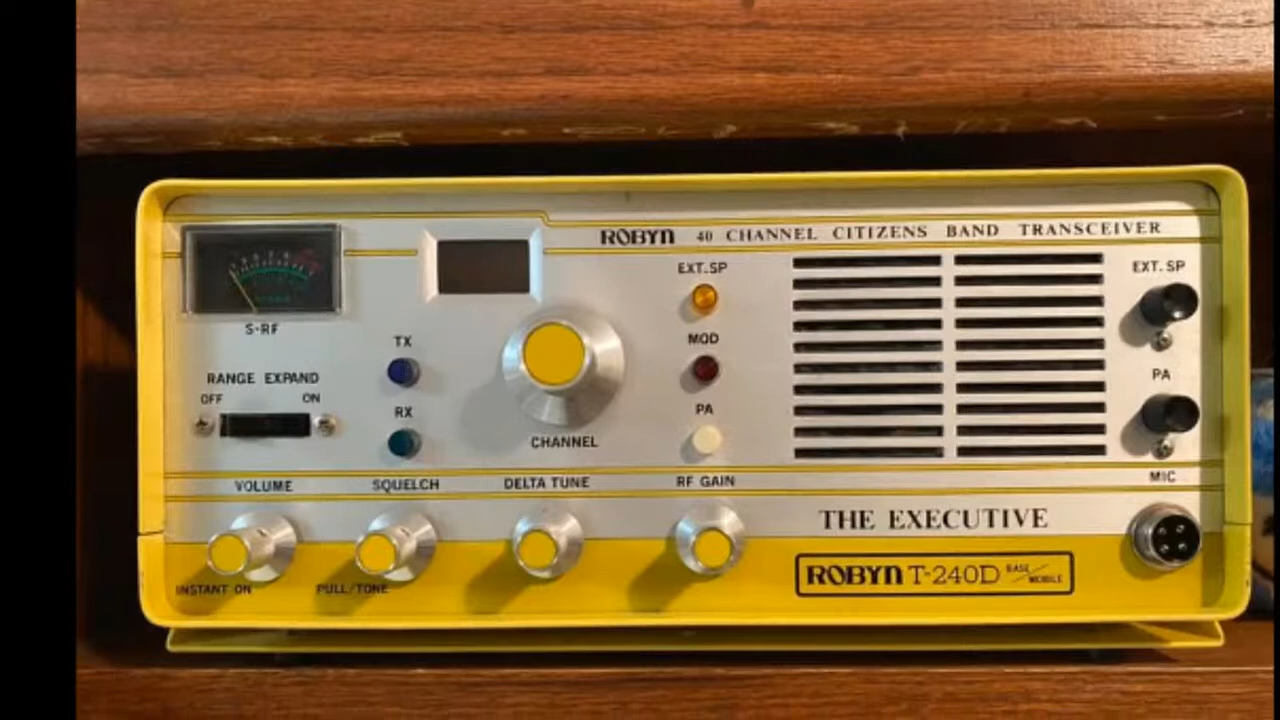 ROBYN 40 CHANNEL CITIZENS BAND TRANSCEIVER
S-RF
EXT.SP
EXT.SP
TX
MOD
RANGE EXPAND
OFF ON
PA
RX
PA
CHANNEL
VOLUME SQUELCH DELTA TUNE RF GAIN MIC
THE EXECUTIVE
ROBYN T-240D BASE/MOBILE
INSTANT ON PULL/TONE